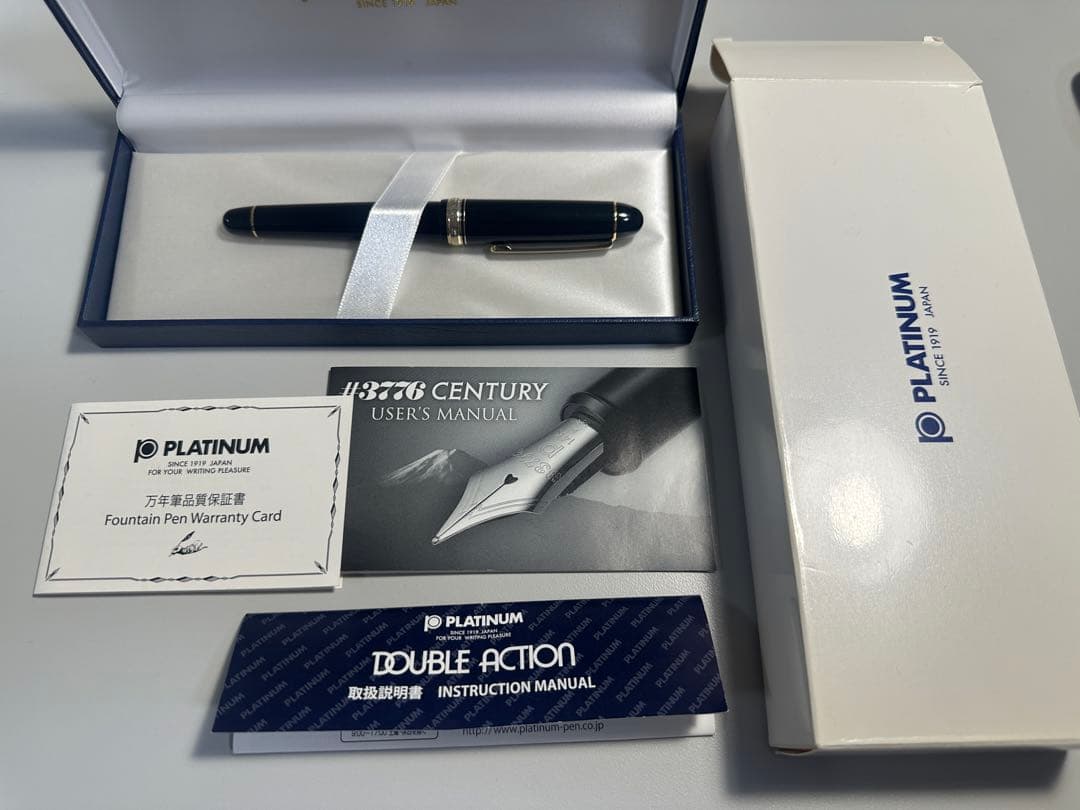 SINCE 1919 JAPAN
PLATINUM
SINCE 1919 JAPAN
#3776 CENTURY
USER'S MANUAL
PLATINUM
SINCE 1919 JAPAN
FOR YOUR WRITING PLEASURE
万年筆品質保証書
Fountain Pen Warranty Card
PLATINUM
SINCE 1919 JAPAN
FOR YOUR WRITING PLEASURE
DOUBLE ACTION
取扱説明書 INSTRUCTION MANUAL
http://www.platinum-pen.co.jp